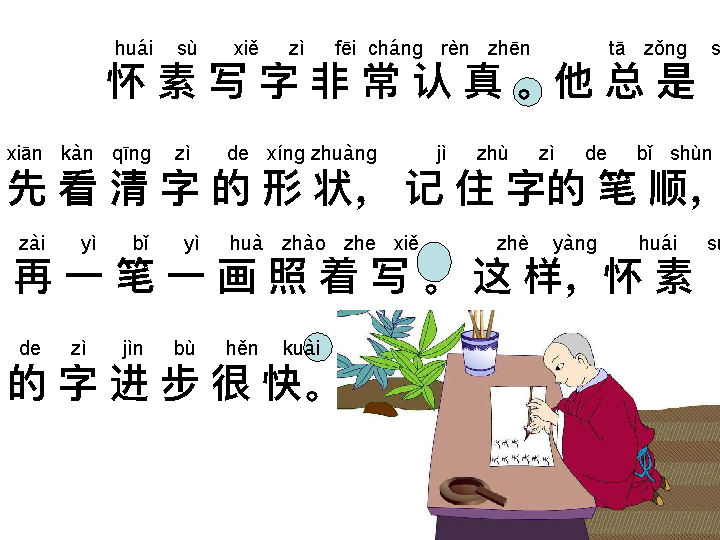 huái sù xiě zì fēi cháng rèn zhēn tā zǒng s
怀素写字非常认真。他总是
xiān kàn qīng zì de xíng zhuàng jì zhù zì de bǐ shùn
先看清字的形状，记住字的笔顺，
zài yì bǐ yì huà zhào zhe xiě zhè yàng huái su
再一笔一画照着写。这样，怀素
de zì jìn bù hěn kuài
的字进步很快。